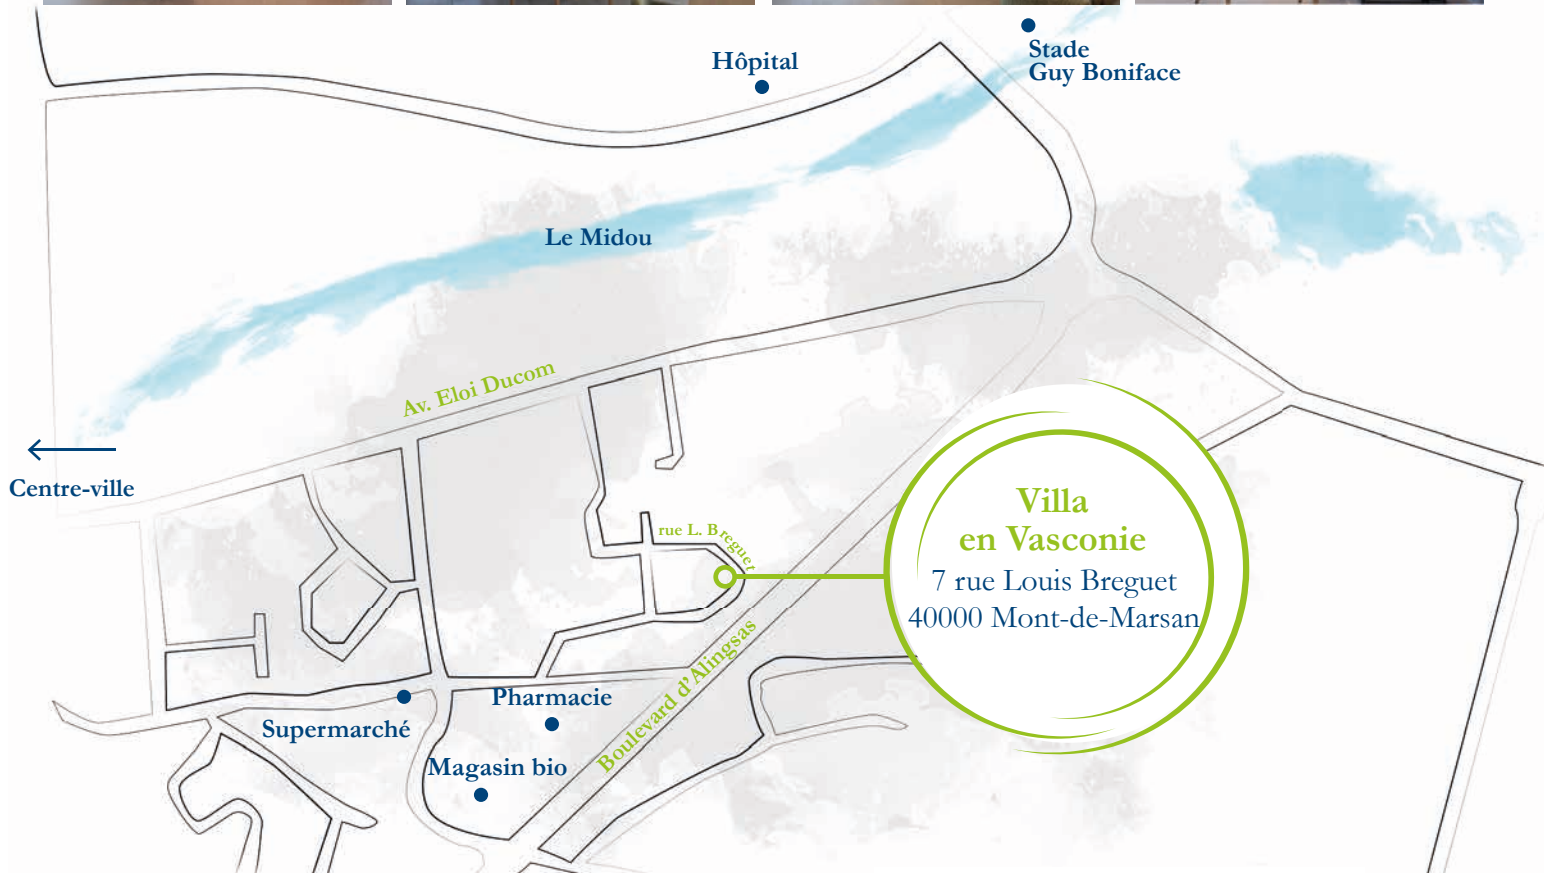 Stade
Guy Boniface
Hôpital
Le Midou
Av. Eloi Ducom
Centre-ville
Villa
en Vasconie
7 rue Louis Breguet
40000 Mont-de-Marsan
rue L. Breguet
Boulevard d'Alingsas
Pharmacie
Supermarché
Magasin bio